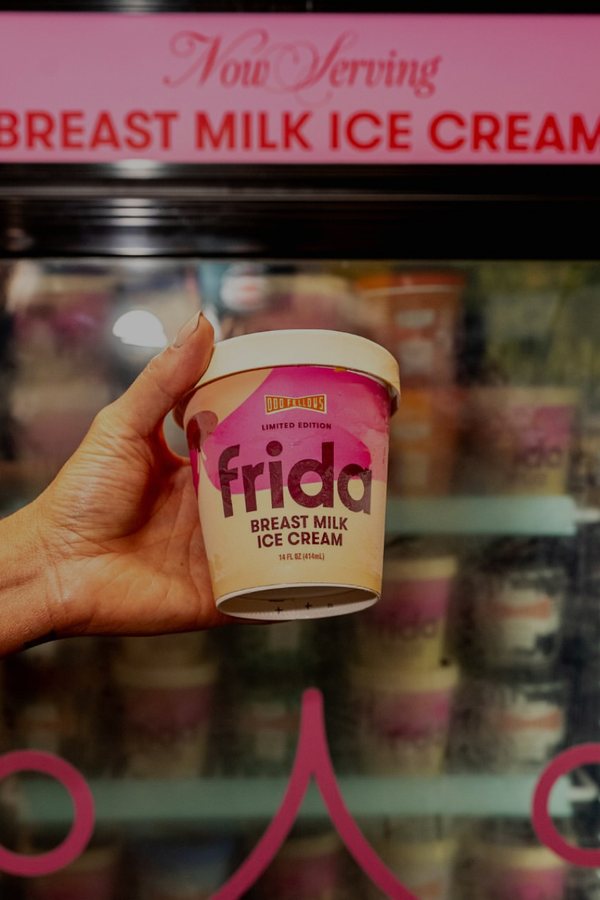 Now Serving
BREAST MILK ICE CREAM
ODD FELLOWS
LIMITED EDITION
frida
BREAST MILK
ICE CREAM
14 FL OZ (414mL)